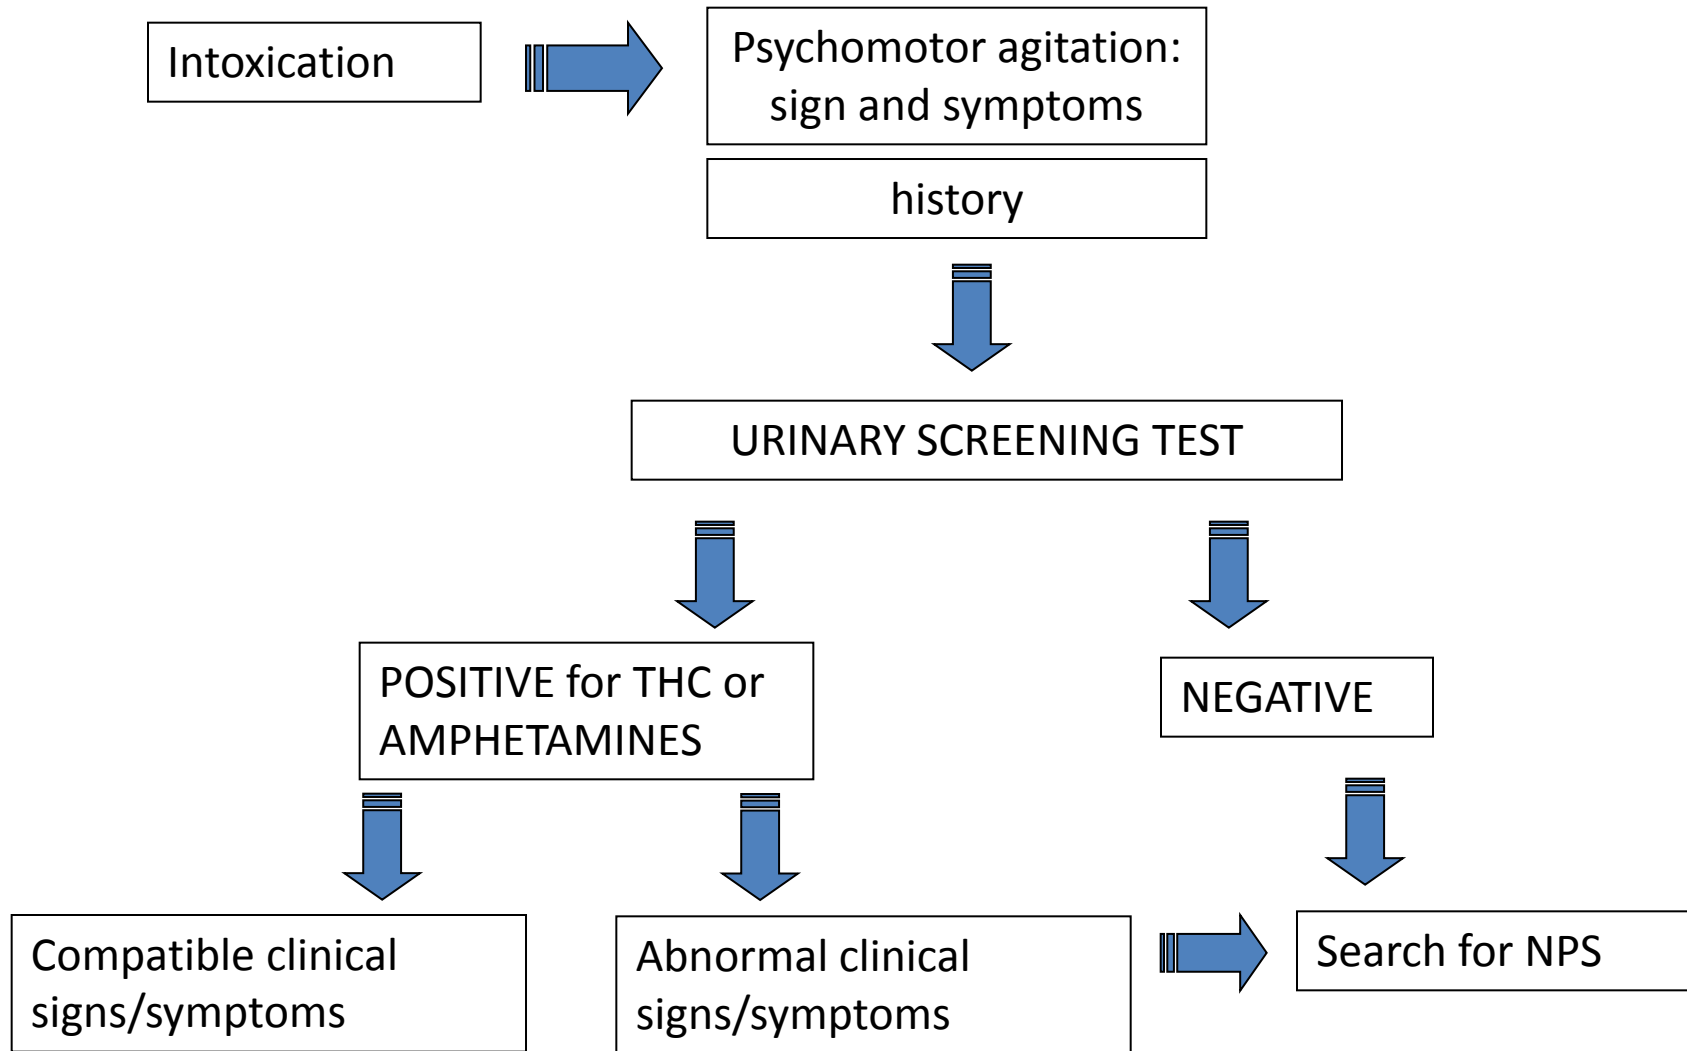 Intoxication
Psychomotor agitation:
sign and symptoms
history
URINARY SCREENING TEST
POSITIVE for THC or
AMPHETAMINES
NEGATIVE
Compatible clinical
signs/symptoms
Abnormal clinical
signs/symptoms
Search for NPS